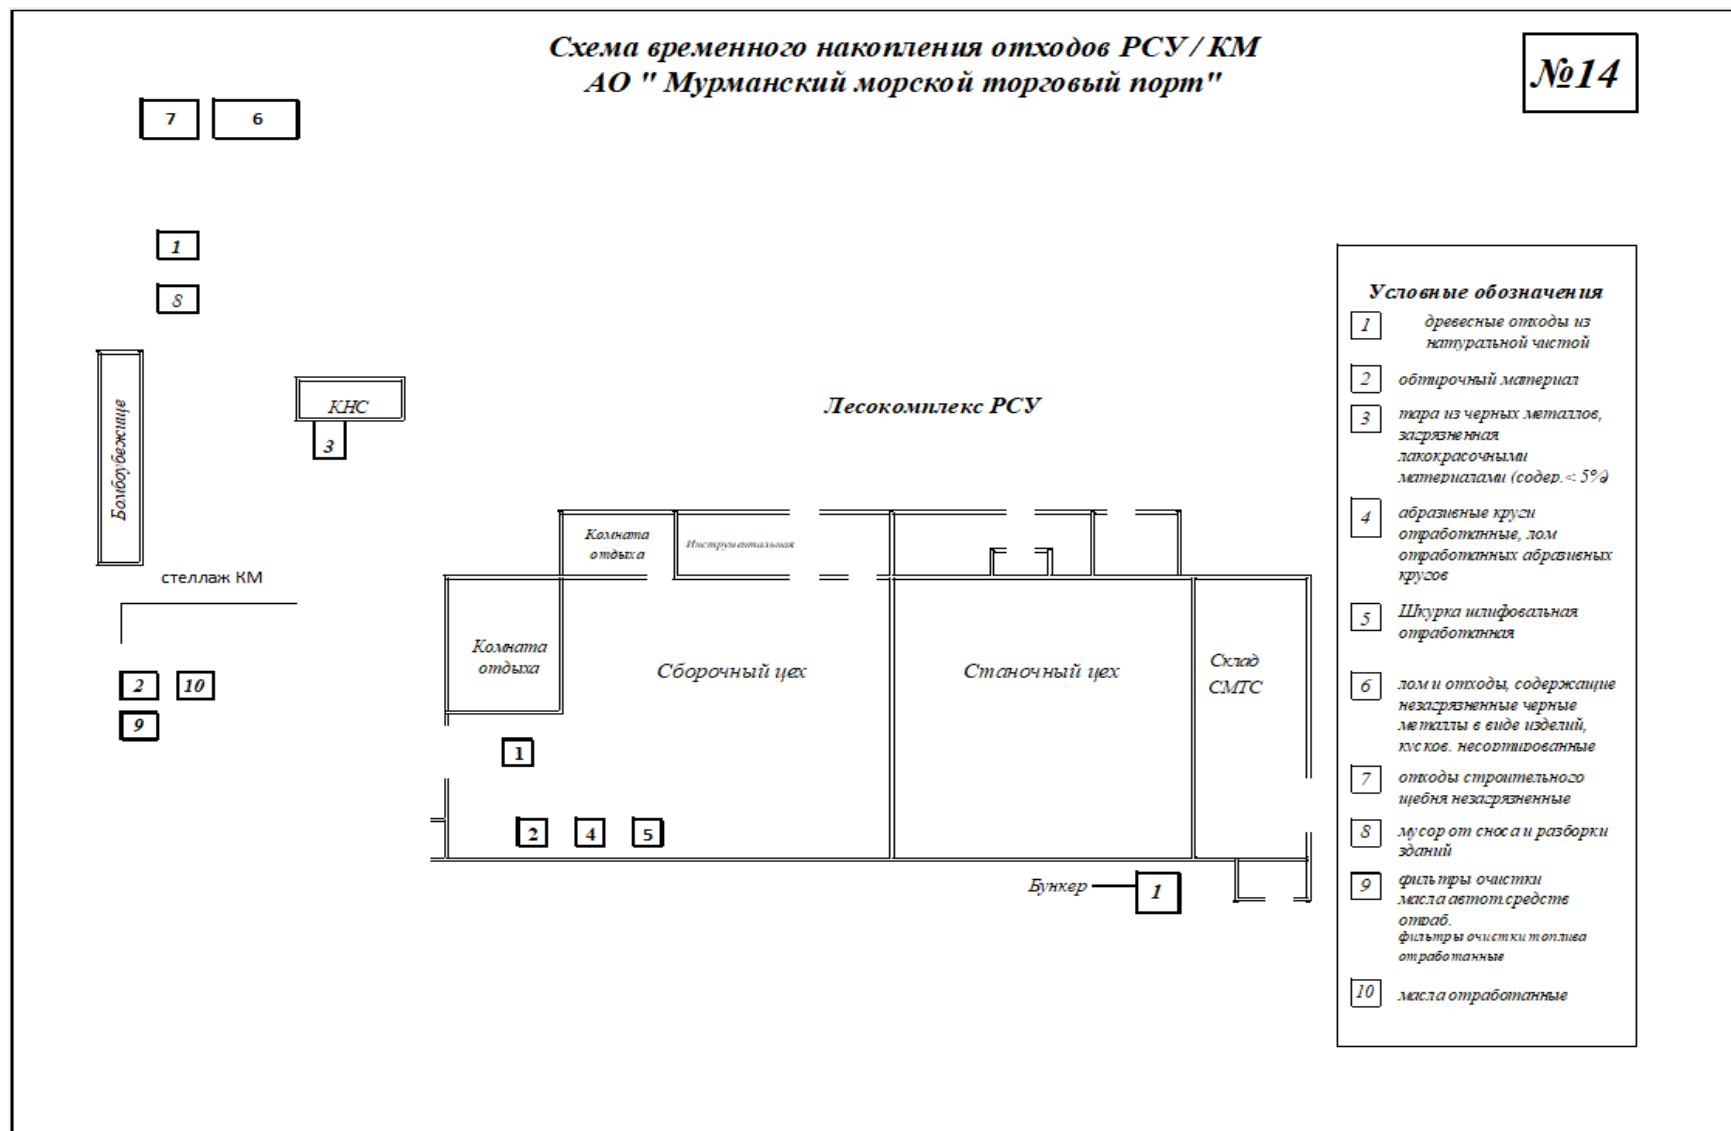 Схема временного накопления отходов РСУ / КМ
АО " Мурманский морской торговый порт"
№14
7
6
1
8
Бомбоубежище
КНС
3
Лесокомплекс РСУ
стеллаж КМ
2
10
9
Комната
отдыха
Инструментальная
Комната
отдыха
Сборочный цех
Станочный цех
Склад
СМТС
1
2
4
5
Бункер
1
Условные обозначения
1
древесные отходы из
натуральной чистой
2
обтирочный материал
3
тара из черных металлов,
загрязненная
лакокрасочными
материалами (содер.< 5%)
4
абразивные круги
отработанные, лом
отработанных абразивных
кругов
5
Шкурка шлифовальная
отработанная
6
лом и отходы, содержащие
незагрязненные черные
металлы в виде изделий,
кусков, несортированные
7
отходы строительного
щебня незагрязненные
8
мусор от сноса и разборки
зданий
9
фильтры очистки
масла автот.средств
отраб.
фильтры очистки топлива
отработанные
10
масла отработанные